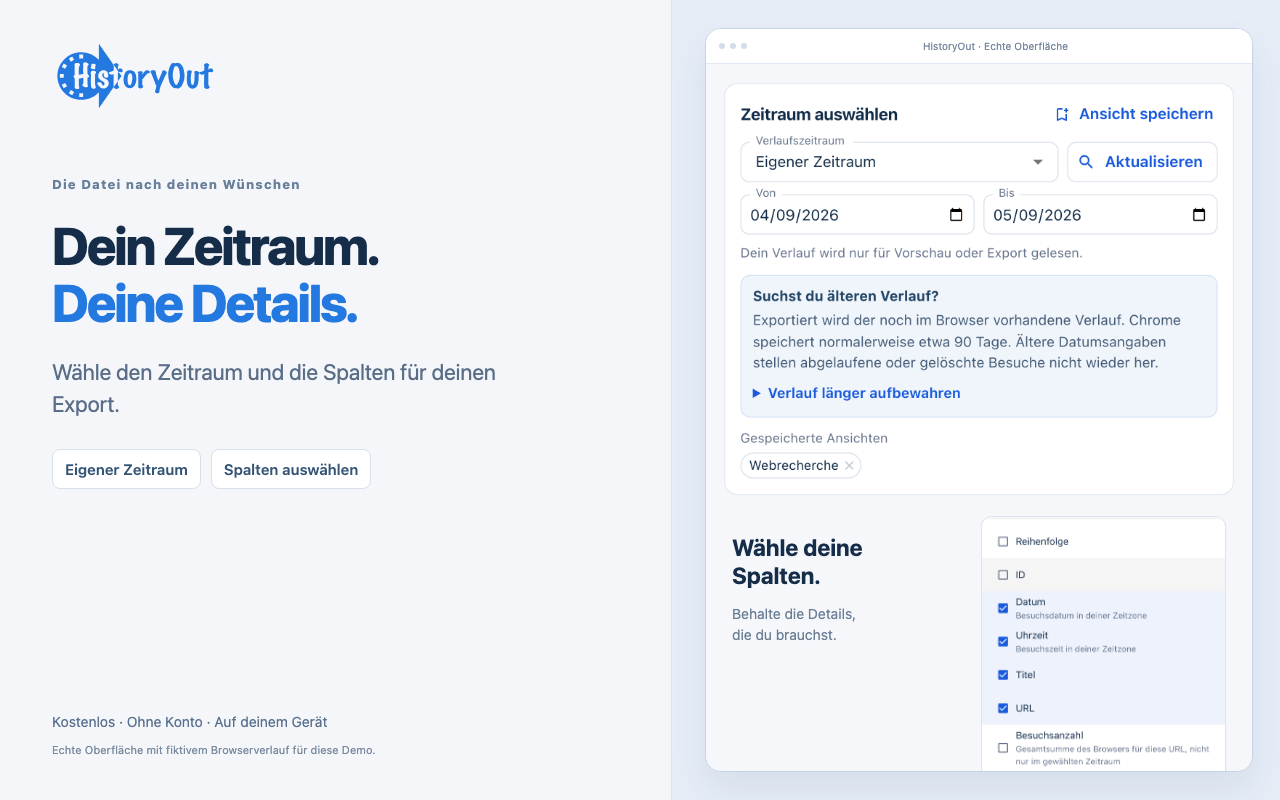 HistoryOut
Die Datei nach deinen Wünschen
Dein Zeitraum.
Deine Details.
Wähle den Zeitraum und die Spalten für deinen
Export.
Eigener Zeitraum
Spalten auswählen
Kostenlos · Ohne Konto · Auf deinem Gerät
Echte Oberfläche mit fiktivem Browserverlauf für diese Demo.
HistoryOut · Echte Oberfläche
Zeitraum auswählen
Ansicht speichern
Verlaufszeitraum
Eigener Zeitraum
Aktualisieren
Von
04/09/2026
Bis
05/09/2026
Dein Verlauf wird nur für Vorschau oder Export gelesen.
Suchst du älteren Verlauf?
Exportiert wird der noch im Browser vorhandene Verlauf. Chrome
speichert normalerweise etwa 90 Tage. Ältere Datumsangaben
stellen abgelaufene oder gelöschte Besuche nicht wieder her.
Verlauf länger aufbewahren
Gespeicherte Ansichten
Webrecherche
Wähle deine
Spalten.
Behalte die Details,
die du brauchst.
Reihenfolge
ID
Datum
Besuchsdatum in deiner Zeitzone
Uhrzeit
Besuchszeit in deiner Zeitzone
Titel
URL
Besuchsanzahl
Gesamtsumme des Browsers für diese URL, nicht
nur im gewählten Zeitraum